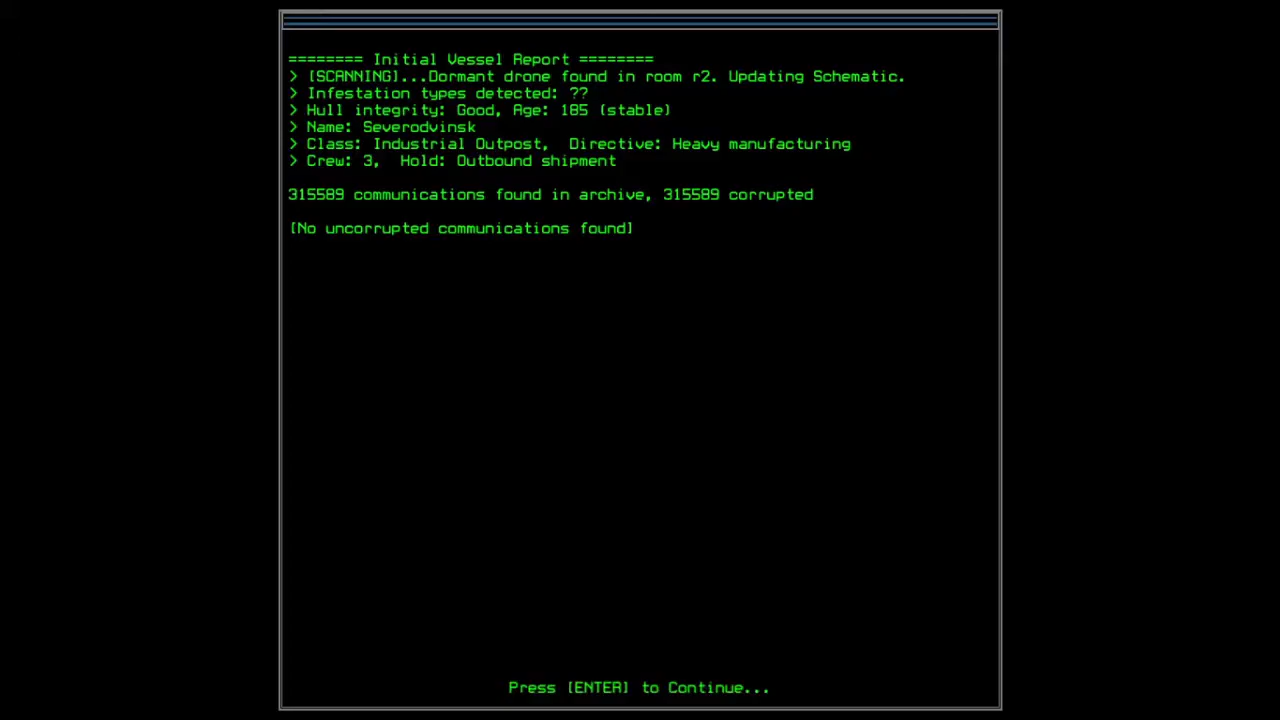 ======== Initial Vessel Report ========
> [SCANNING]...Dormant drone found in room r2. Updating Schematic.
> Infestation types detected: ??
> Hull integrity: Good, Age: 185 (stable)
> Name: Severodvinsk
> Class: Industrial Outpost,  Directive: Heavy manufacturing
> Crew: 3,  Hold: Outbound shipment
315589 communications found in archive, 315589 corrupted
[No uncorrupted communications found]
Press [ENTER] to Continue...